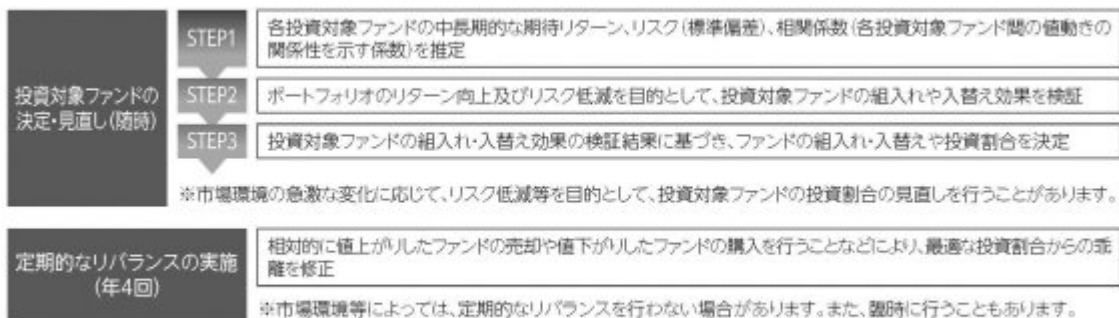 投資対象ファンドの
決定・見直し(随時)
STEP1
各投資対象ファンドの中長期的な期待リターン、リスク(標準偏差)、相関係数(各投資対象ファンド間の値動きの
関係性を示す係数)を推定
STEP2
ポートフォリオのリターン向上及びリスク低減を目的として、投資対象ファンドの組入れや入替え効果を検証
STEP3
投資対象ファンドの組入れ・入替え効果の検証結果に基づき、ファンドの組入れ・入替えや投資割合を決定
※市場環境の急激な変化に応じて、リスク低減等を目的として、投資対象ファンドの投資割合の見直しを行うことがあります。
定期的なリバランスの実施
(年4回)
相対的に値上がりしたファンドの売却や値下がりしたファンドの購入を行うことなどにより、最適な投資割合からの乖
離を修正
※市場環境等によっては、定期的なリバランスを行わない場合があります。また、臨時に行うこともあります。